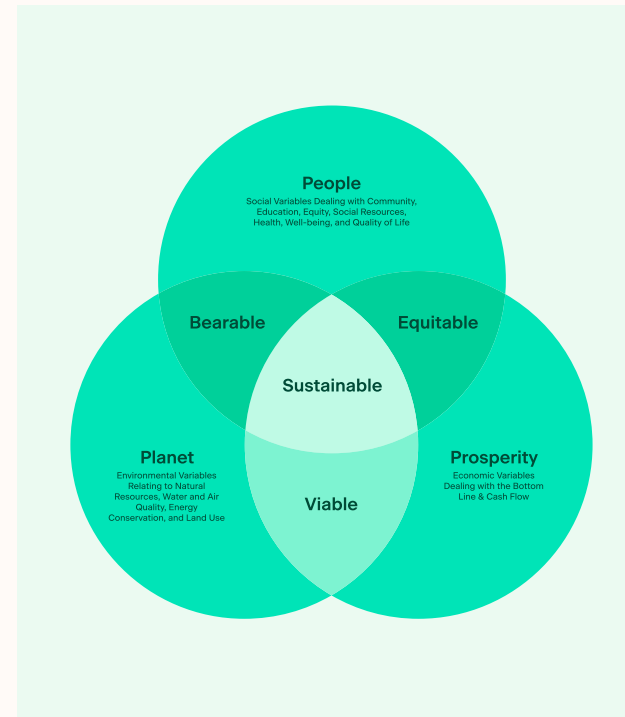 People
Social Variables Dealing with Community,
Education, Equity, Social Resources,
Health, Well-being, and Quality of Life
Bearable
Equitable
Sustainable
Planet
Environmental Variables
Relating to Natural
Resources, Water and Air
Quality, Energy
Conservation, and Land Use
Prosperity
Economic Variables
Dealing with the Bottom
Line & Cash Flow
Viable